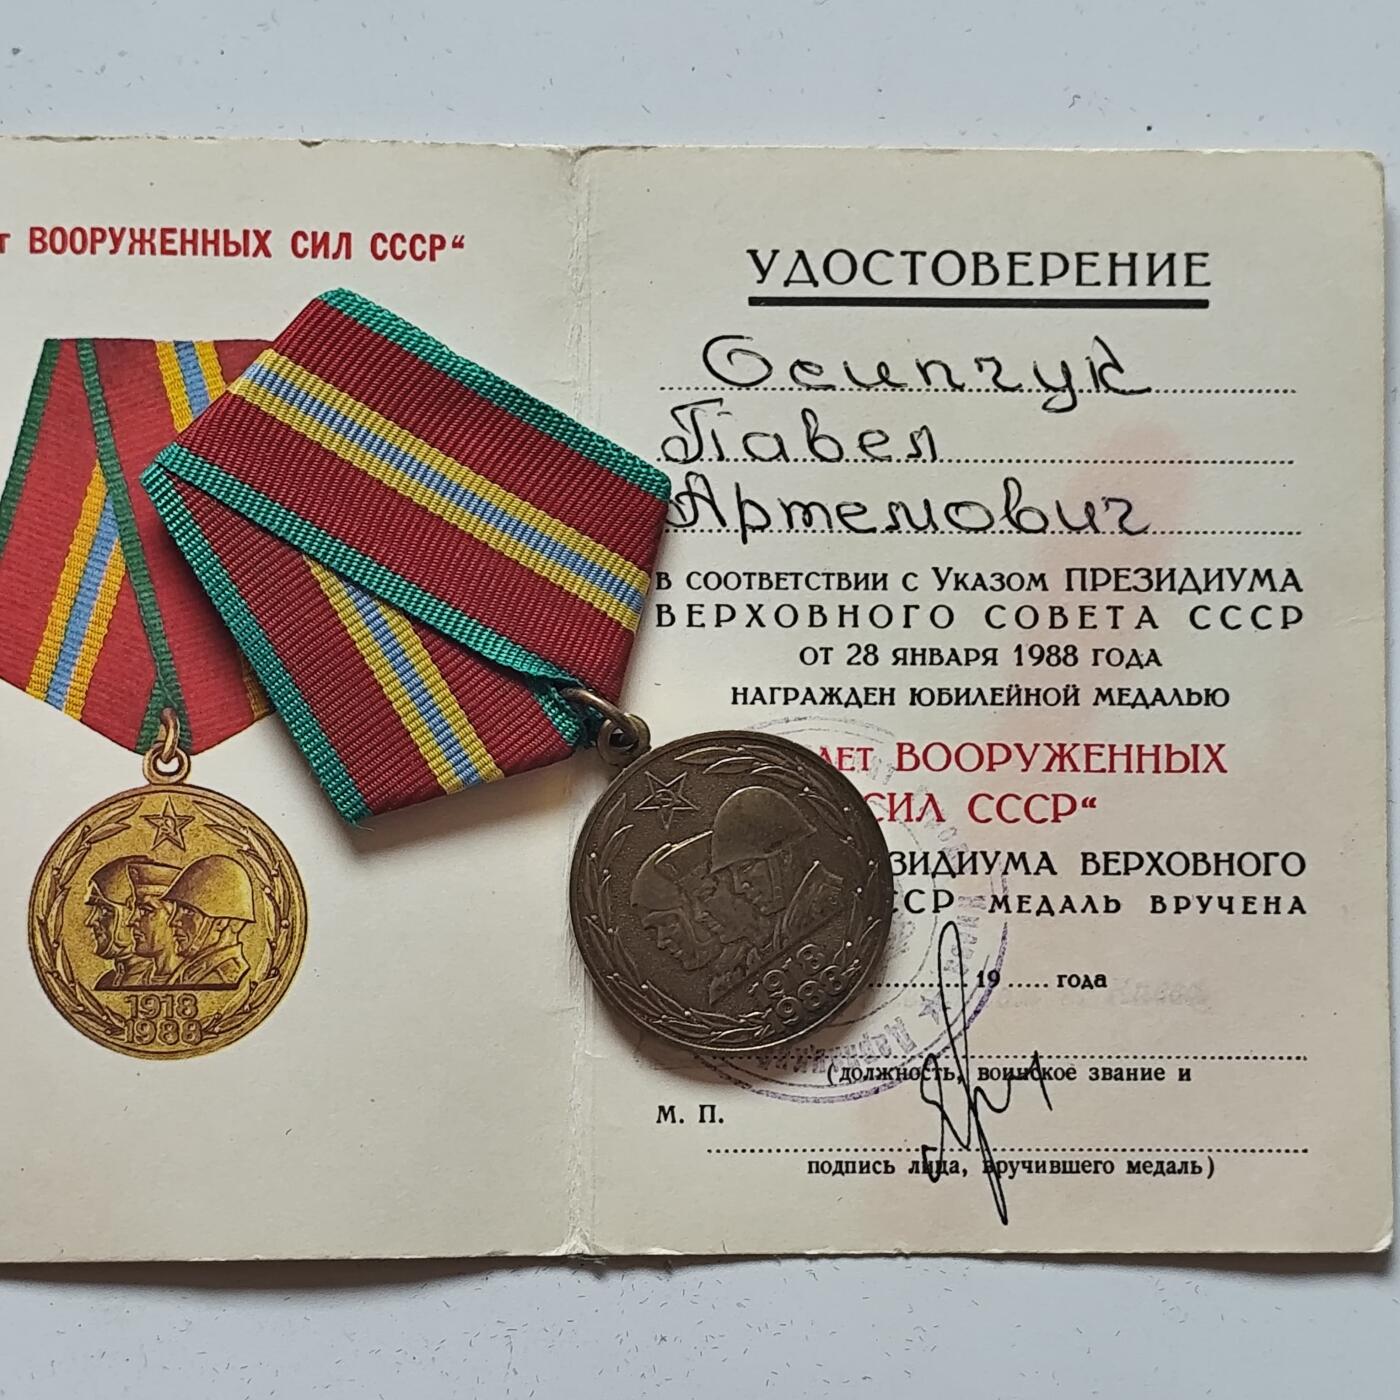 т ВООРУЖЕННЫХ СИЛ СССР“
1918
1988
1918
1988
УДОСТОВЕРЕНИЕ
Осипчук
Павел
Артемович
в соответствии с Указом ПРЕЗИДИУМА
ВЕРХОВНОГО СОВЕТА СССР
от 28 января 1988 года
награжден юбилейной медалью
лет ВООРУЖЕННЫХ
СИЛ СССР“
ЗИДИУМА ВЕРХОВНОГО
ССР медаль вручена
19 ..... года
(должность, воинское звание и
М. П.
подпись лица, вручившего медаль)